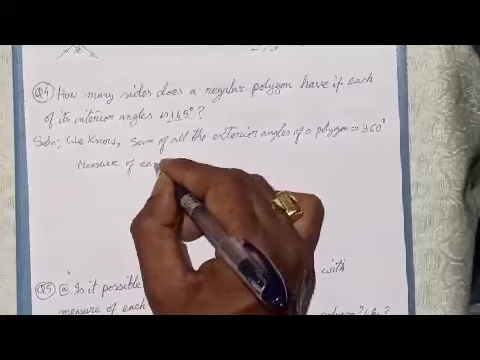 Q4 How many sides does a regular polygon have if each
of its interior angles is 165°?
Soln: We Know, Sum of all the exterior angles of a polygon = 360°
Measure of ea
Q5 a Is it possible with
measure of each